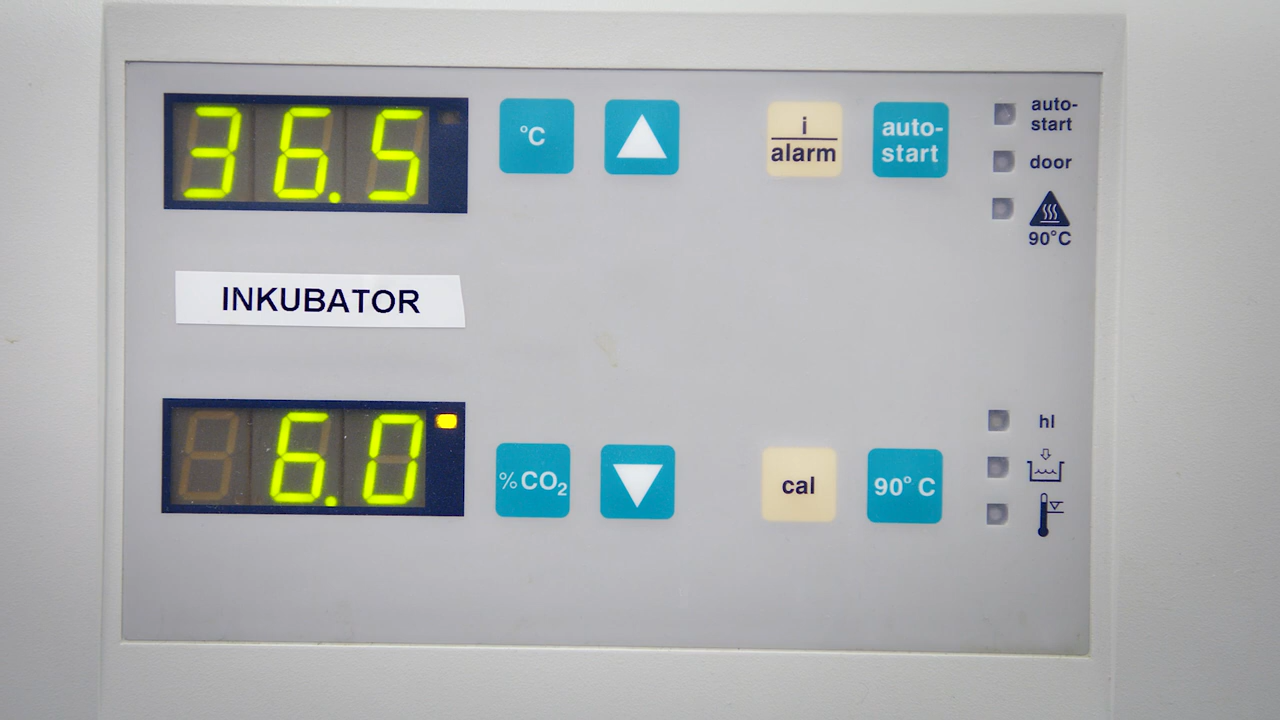 36.5
°C
i
alarm
auto-
start
auto-
start
door
90°C
INKUBATOR
6.0
%CO₂
cal
90°C
hl